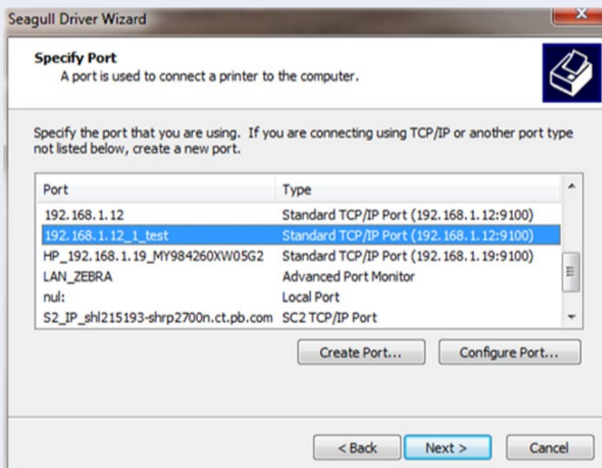 Seagull Driver Wizard
Specify Port
A port is used to connect a printer to the computer.
Specify the port that you are using. If you are connecting using TCP/IP or another port type
not listed below, create a new port.
Port Type
192.168.1.12 Standard TCP/IP Port (192.168.1.12:9100)
192.168.1.12_1_test Standard TCP/IP Port (192.168.1.12:9100)
HP_192.168.1.19_MY984260XW05G2 Standard TCP/IP Port (192.168.1.19:9100)
LAN_ZEBRA Advanced Port Monitor
nul: Local Port
S2_IP_shl215193-shrp2700n.ct.pb.com SC2 TCP/IP Port
Create Port... Configure Port...
< Back Next > Cancel